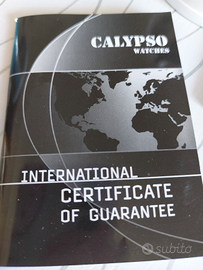 CALYPSO
WATCHES
INTERNATIONAL
CERTIFICATE
OF GUARANTEE
subito